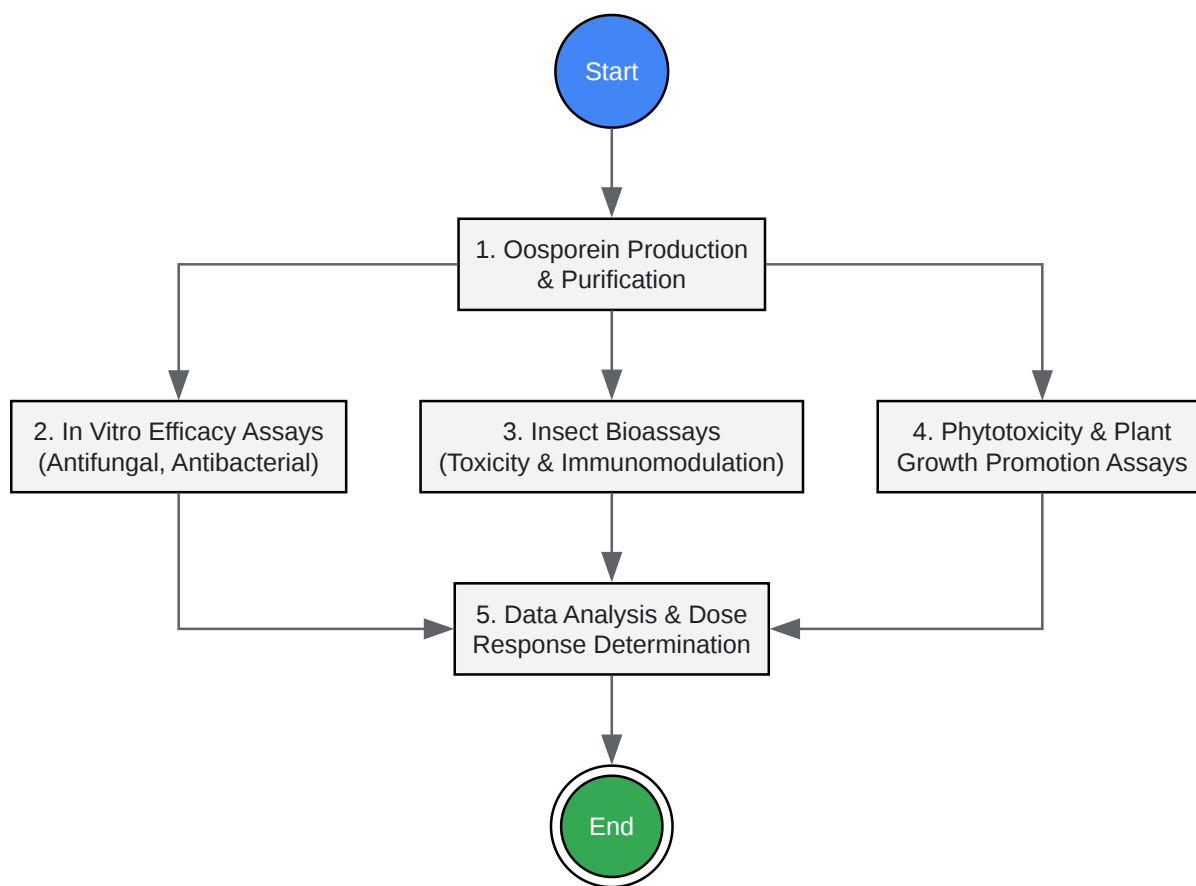 Start
1. Oosporein Production
& Purification
2. In Vitro Efficacy Assays
(Antifungal, Antibacterial)
3. Insect Bioassays
(Toxicity & Immunomodulation)
4. Phytotoxicity & Plant
Growth Promotion Assays
5. Data Analysis & Dose
Response Determination
End